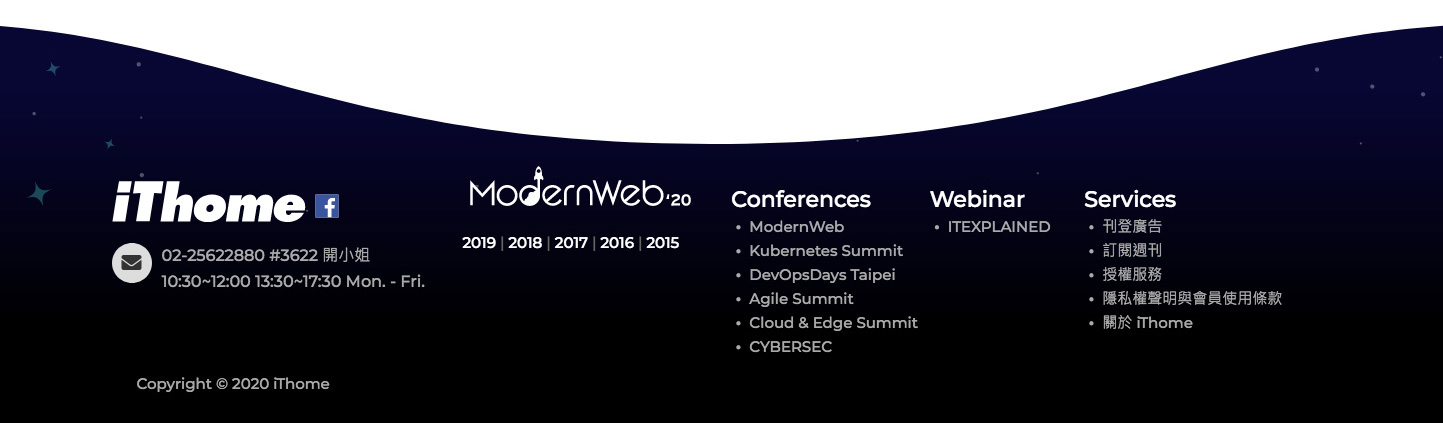 iThome
02-25622880 #3622 開小姐
10:30~12:00 13:30~17:30 Mon. - Fri.
ModernWeb '20
2019 | 2018 | 2017 | 2016 | 2015
Conferences
• ModernWeb
• Kubernetes Summit
• DevOpsDays Taipei
• Agile Summit
• Cloud & Edge Summit
• CYBERSEC
Webinar
• ITEXPLAINED
Services
• 刊登廣告
• 訂閱週刊
• 授權服務
• 隱私權聲明與會員使用條款
• 關於 iThome
Copyright © 2020 iThome